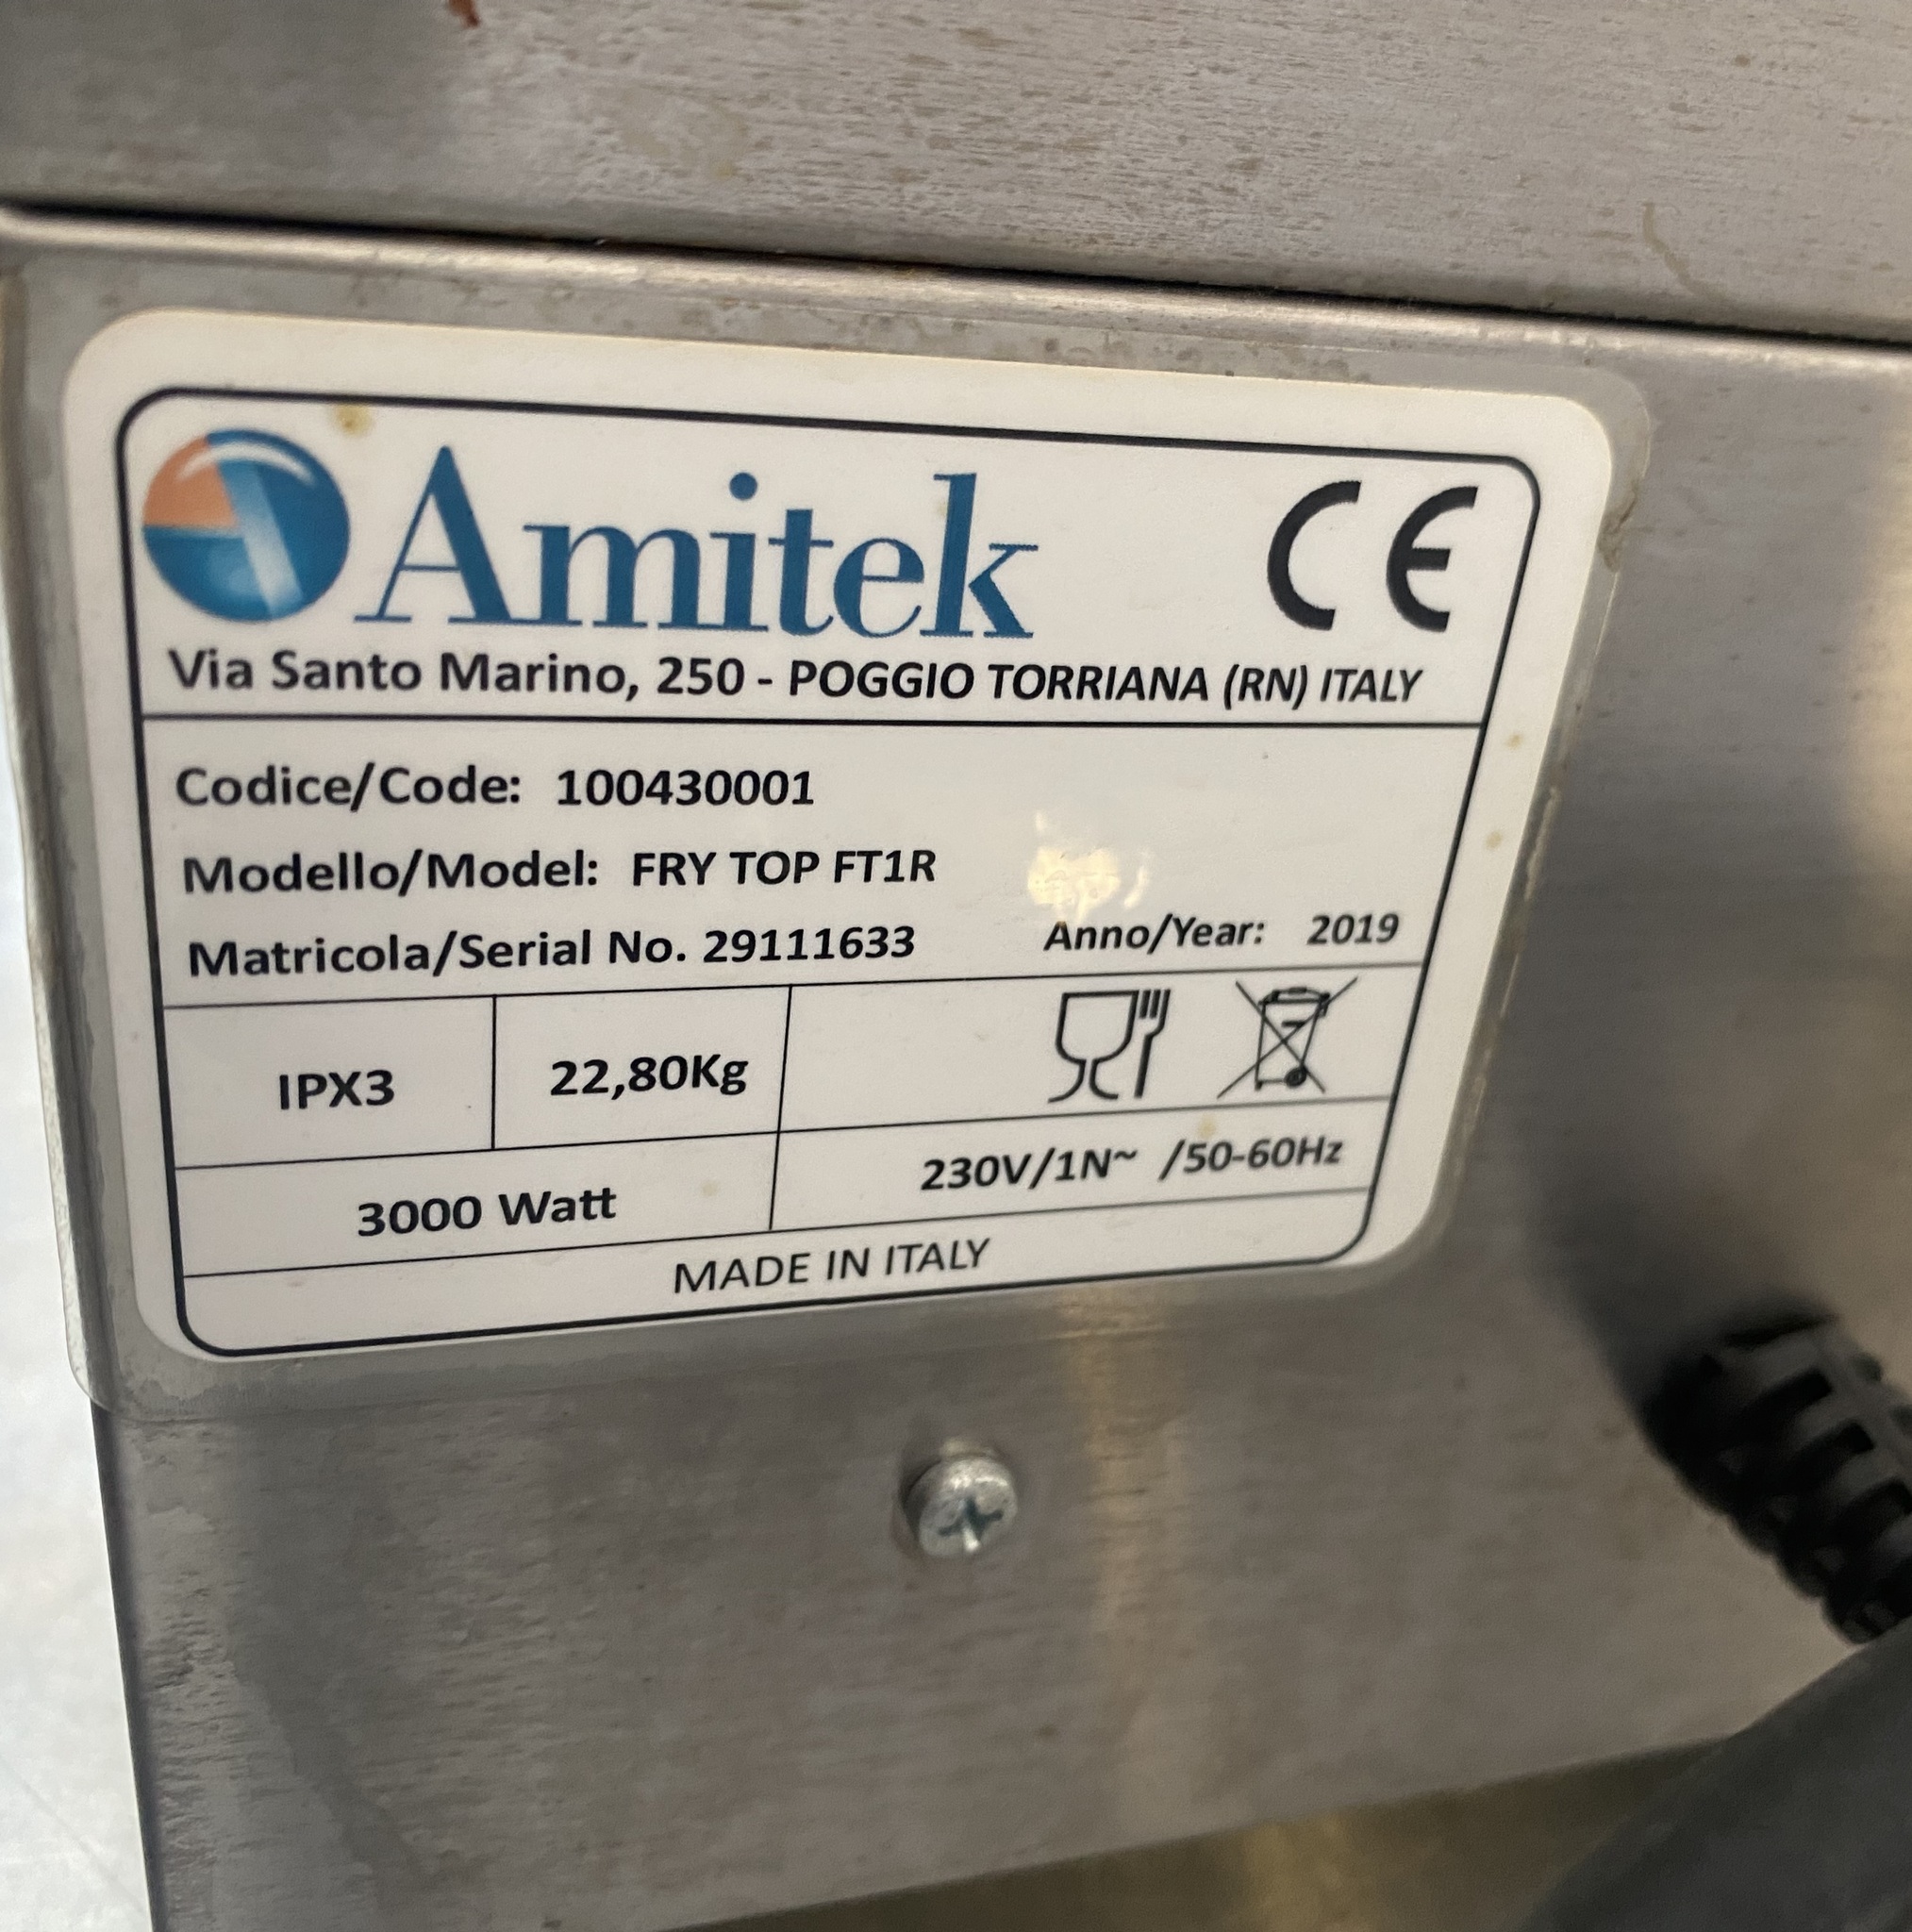 Amitek CE
Via Santo Marino, 250 - POGGIO TORRIANA (RN) ITALY
Codice/Code: 100430001
Modello/Model: FRY TOP FT1R
Matricola/Serial No. 29111633 Anno/Year: 2019
IPX3 22,80Kg
3000 Watt 230V/1N~ /50-60Hz
MADE IN ITALY